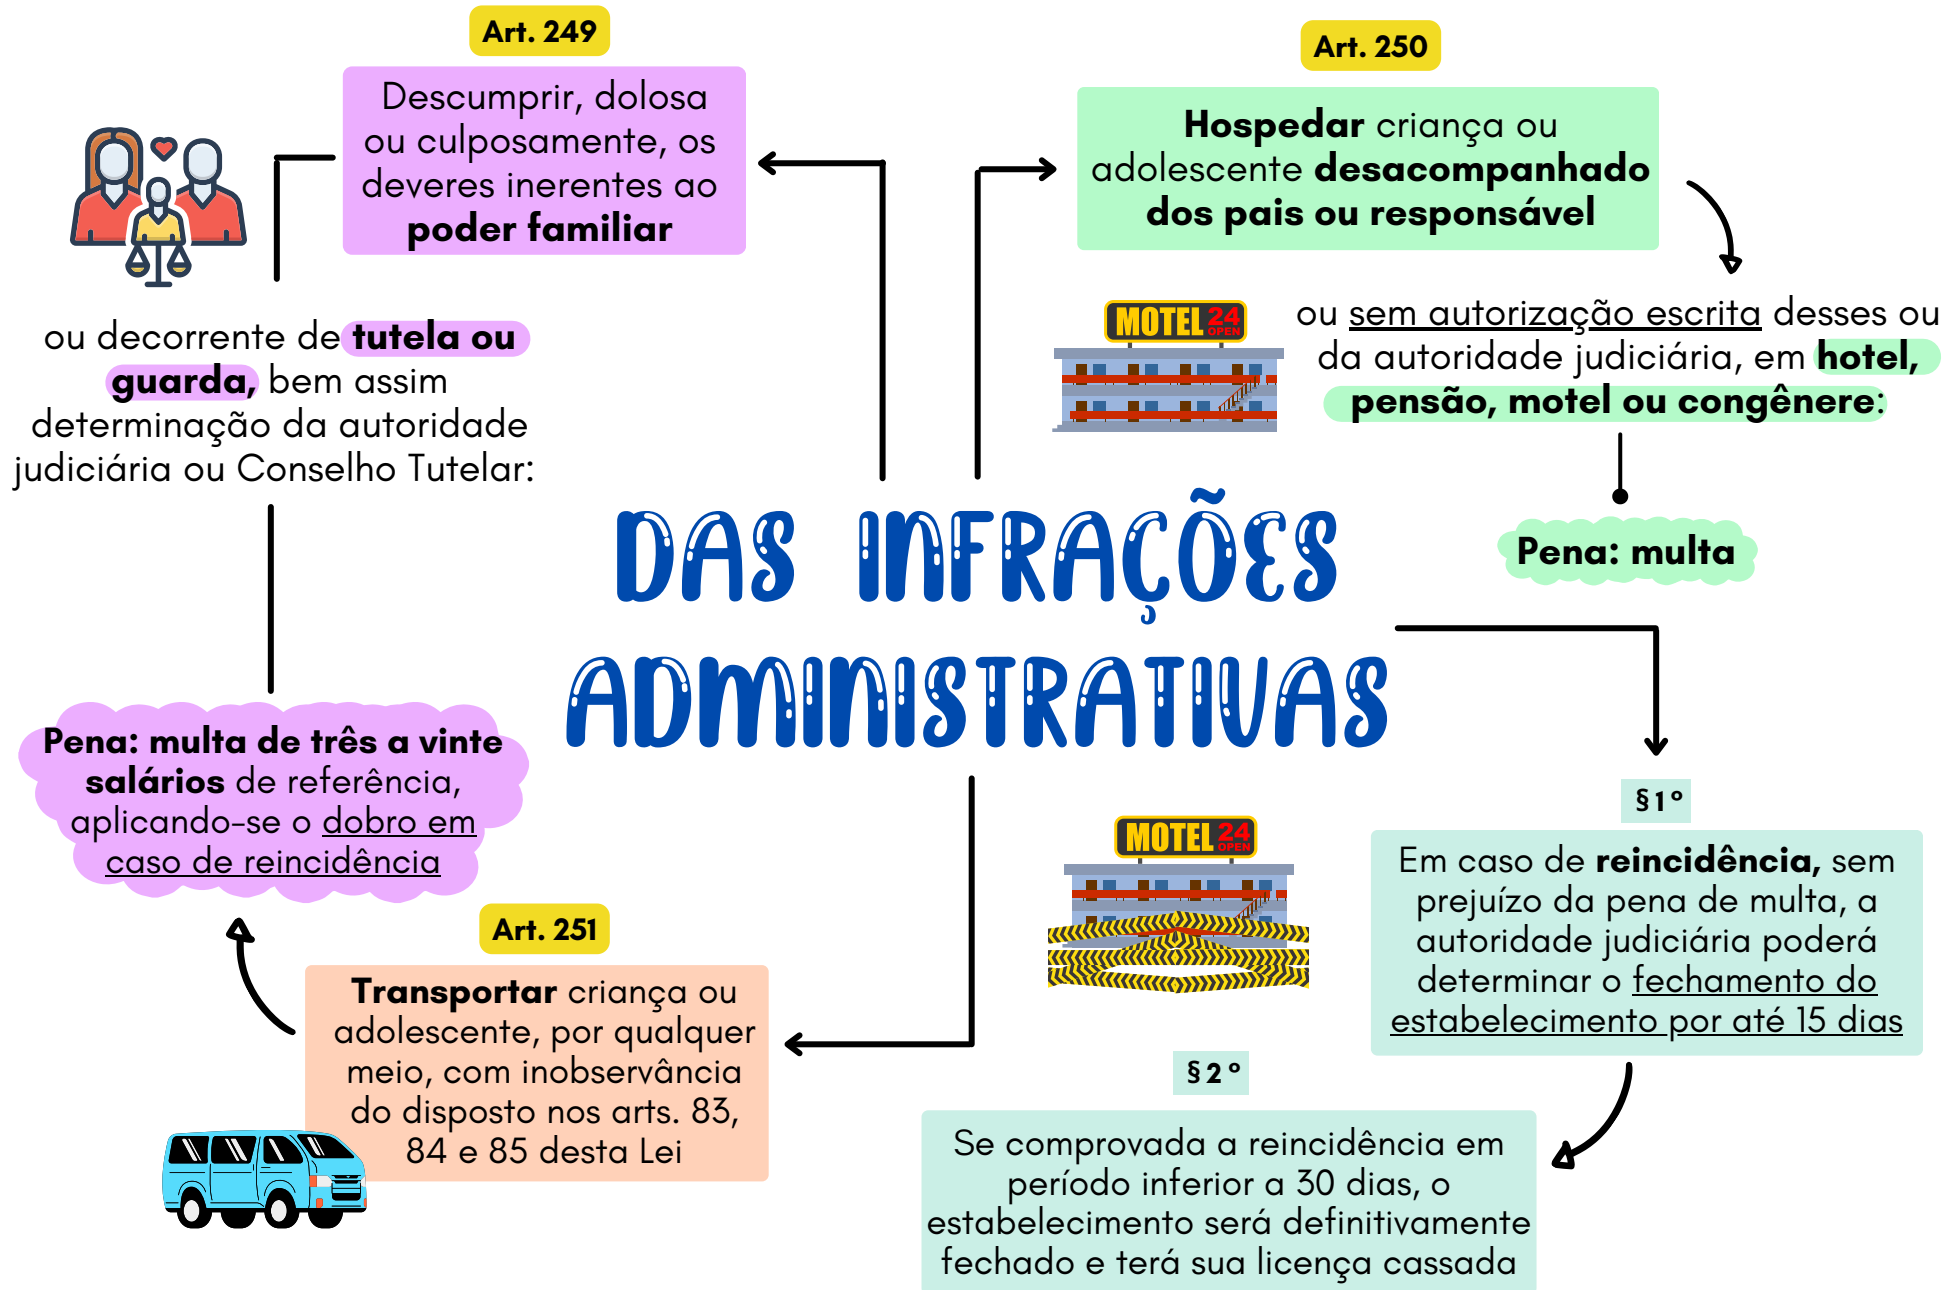 Art. 249
Descumprir, dolosa
ou culposamente, os
deveres inerentes ao
poder familiar
ou decorrente de tutela ou
guarda, bem assim
determinação da autoridade
judiciária ou Conselho Tutelar:
Pena: multa de três a vinte
salários de referência,
aplicando-se o dobro em
caso de reincidência
Art. 250
Hospedar criança ou
adolescente desacompanhado
dos pais ou responsável
MOTEL 24
OPEN
ou sem autorização escrita desses ou
da autoridade judiciária, em hotel,
pensão, motel ou congênere:
Pena: multa
DAS INFRAÇÕES
ADMINISTRATIVAS
§1º
Em caso de reincidência, sem
prejuízo da pena de multa, a
autoridade judiciária poderá
determinar o fechamento do
estabelecimento por até 15 dias
MOTEL 24
OPEN
§2º
Se comprovada a reincidência em
período inferior a 30 dias, o
estabelecimento será definitivamente
fechado e terá sua licença cassada
Art. 251
Transportar criança ou
adolescente, por qualquer
meio, com inobservância
do disposto nos arts. 83,
84 e 85 desta Lei